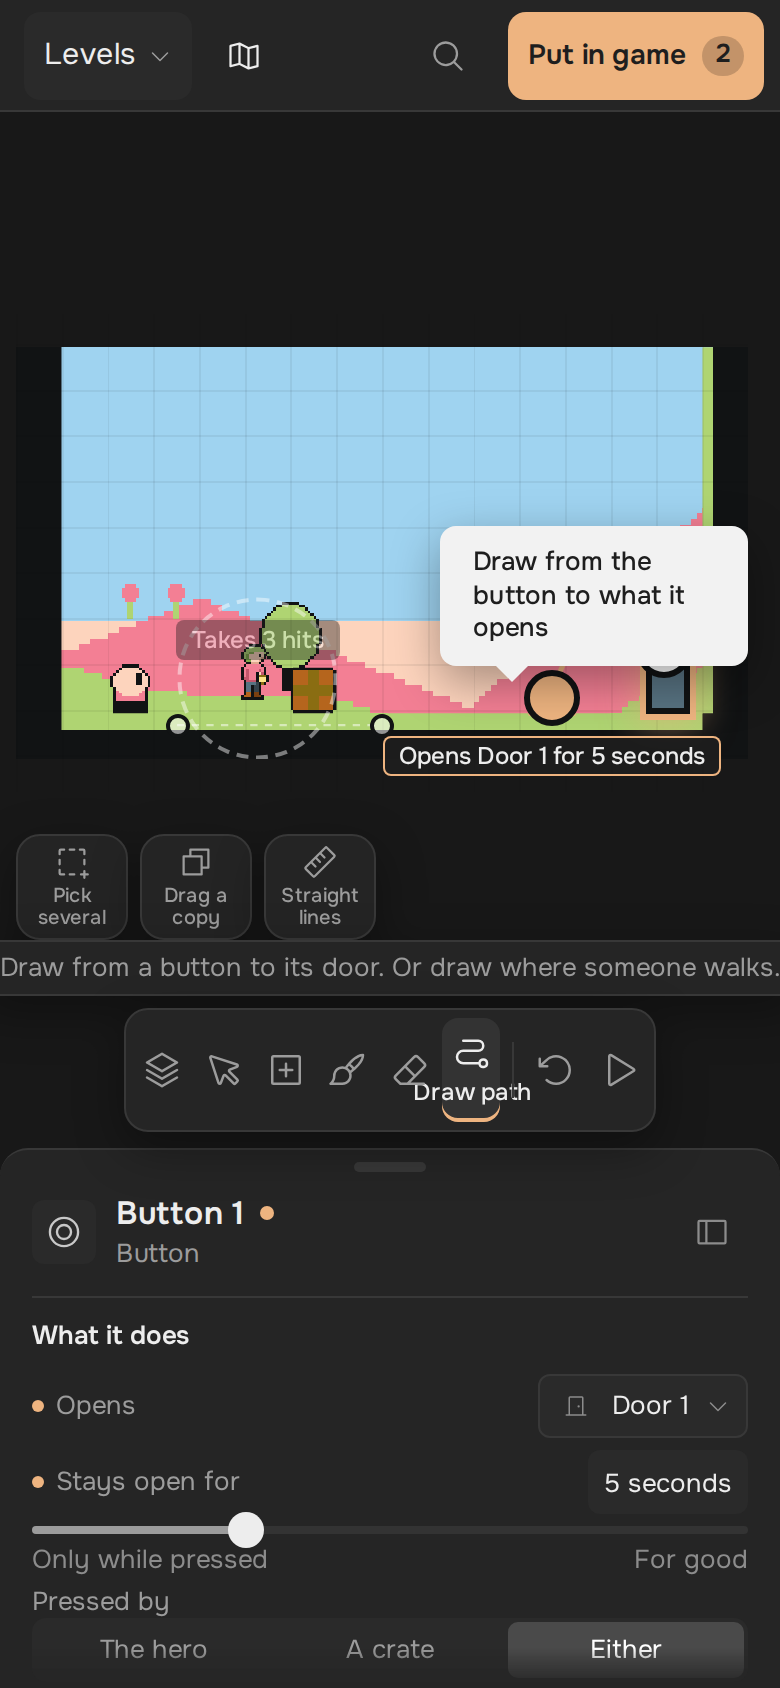 Levels
Put in game 2
Draw from the
button to what it
opens
Takes 3 hits
Opens Door 1 for 5 seconds
Pick
several
Drag a
copy
Straight
lines
Draw from a button to its door. Or draw where someone walks.
Draw path
Button 1
Button
What it does
Opens
Door 1
Stays open for
5 seconds
Only while pressed
For good
Pressed by
The hero
A crate
Either